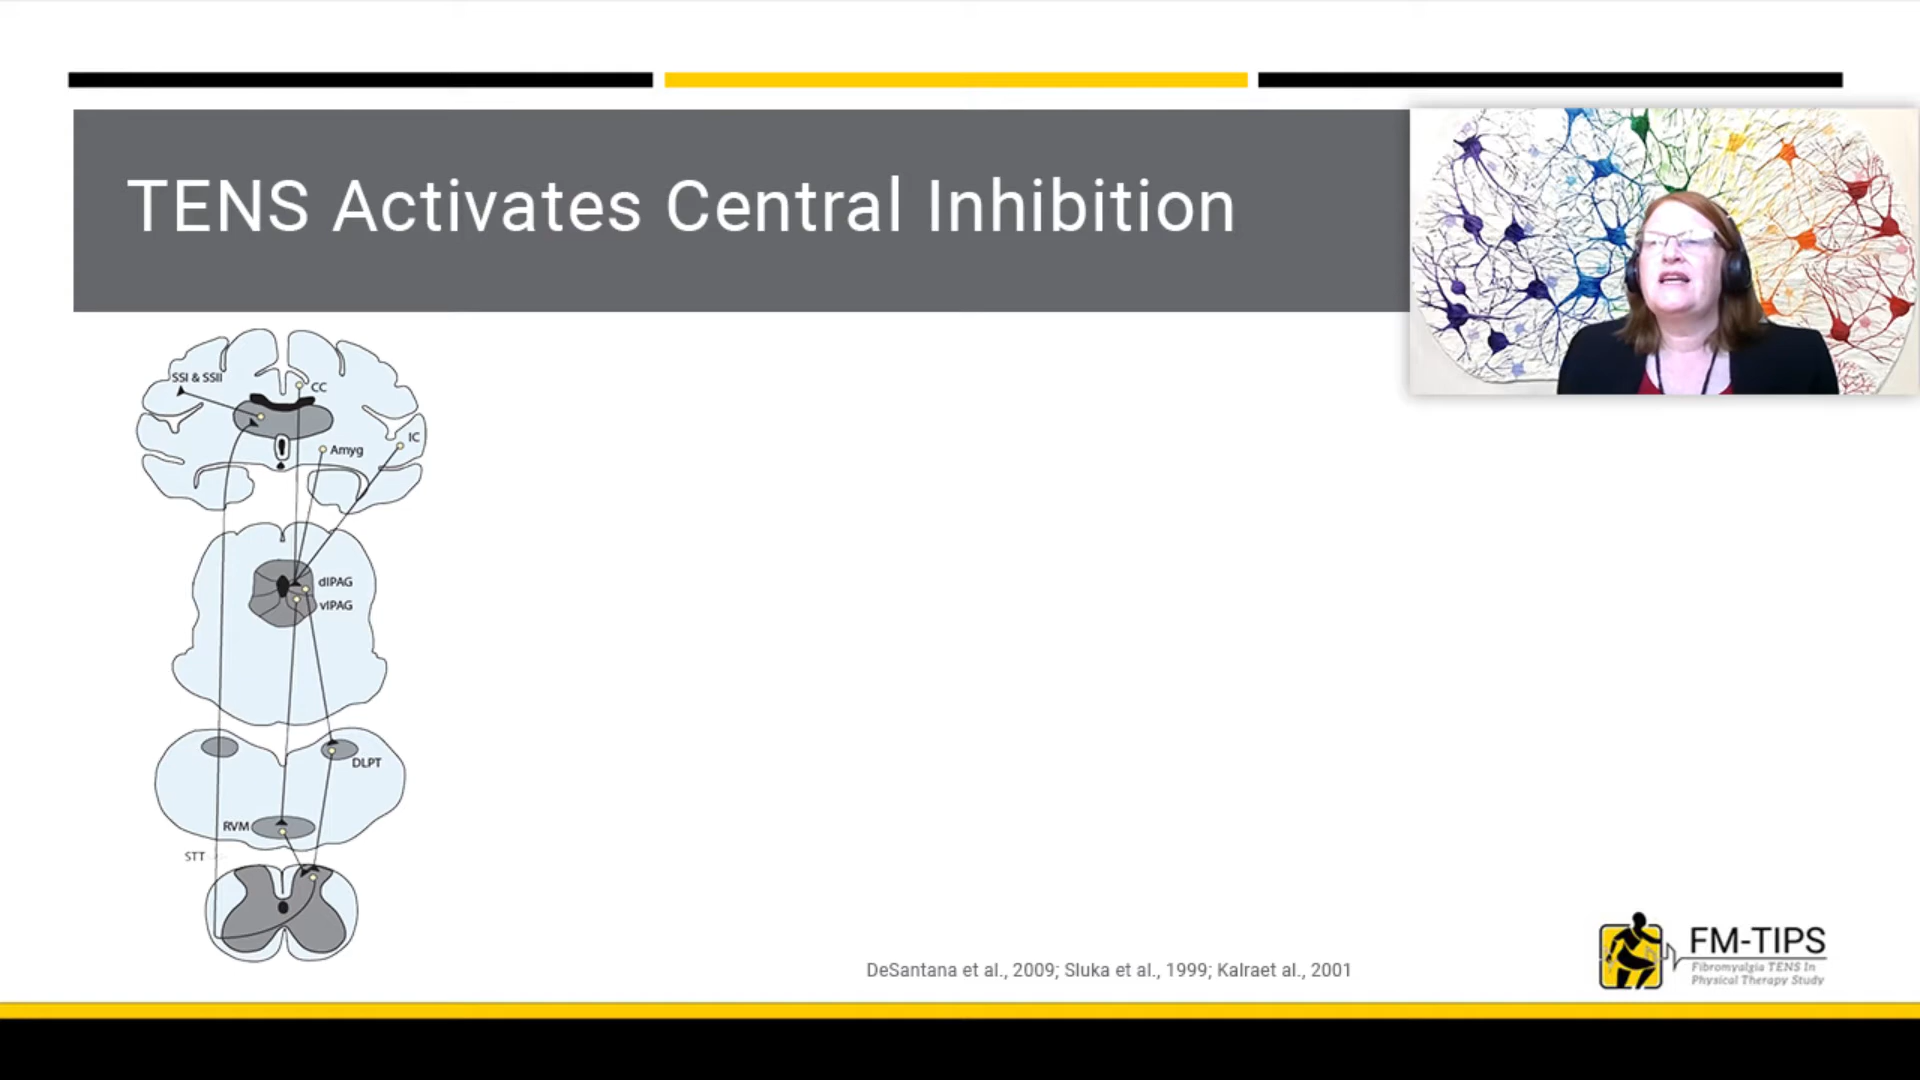 TENS Activates Central Inhibition
SSI & SSII
CC
IC
Amyg
dlPAG
vlPAG
DLPT
RVM
STT
DeSantana et al., 2009; Sluka et al., 1999; Kalraet al., 2001
FM-TIPS
Fibromyalgia TENS In
Physical Therapy Study